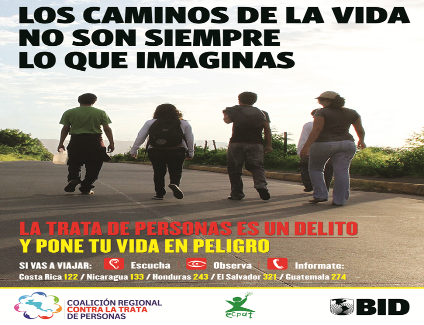 LOS CAMINOS DE LA VIDA
NO SON SIEMPRE
LO QUE IMAGINAS
LA TRATA DE PERSONAS ES UN DELITO
Y PONE TU VIDA EN PELIGRO
SI VAS A VIAJAR: Escucha Observa Informate:
Costa Rica 122 / Nicaragua 133 / Honduras 243 / El Salvador 321 / Guatemala 274
COALICIÓN REGIONAL
CONTRA LA TRATA
DE PERSONAS
ecpat
BID